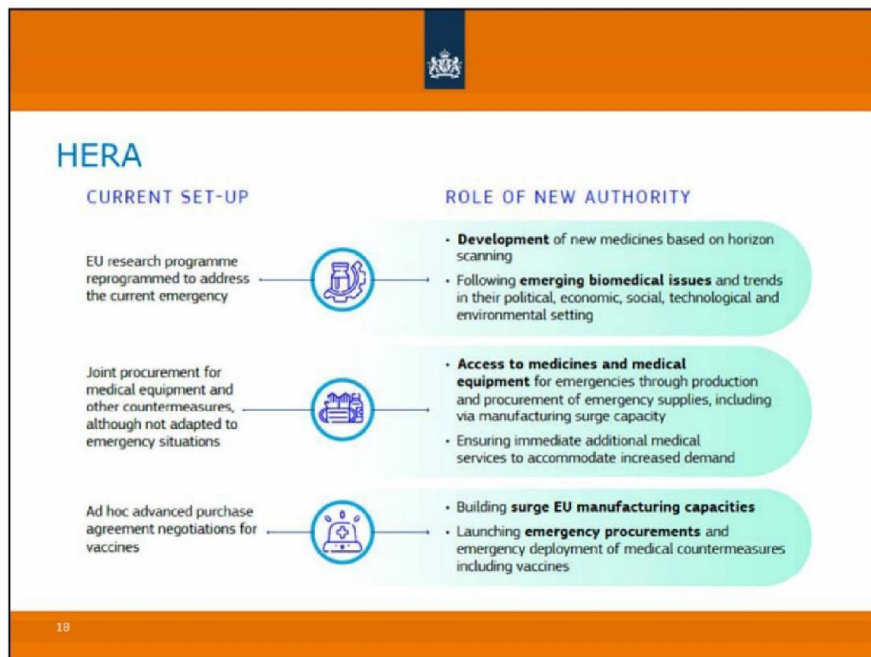 HERA
CURRENT SET-UP
ROLE OF NEW AUTHORITY
EU research programme
reprogrammed to address
the current emergency
• Development of new medicines based on horizon
scanning
• Following emerging biomedical issues and trends
in their political, economic, social, technological and
environmental setting
Joint procurement for
medical equipment and
other countermeasures,
although not adapted to
emergency situations
• Access to medicines and medical
equipment for emergencies through production
and procurement of emergency supplies, including
via manufacturing surge capacity
• Ensuring immediate additional medical
services to accommodate increased demand
Ad hoc advanced purchase
agreement negotiations for
vaccines
• Building surge EU manufacturing capacities
• Launching emergency procurements and
emergency deployment of medical countermeasures
including vaccines
18